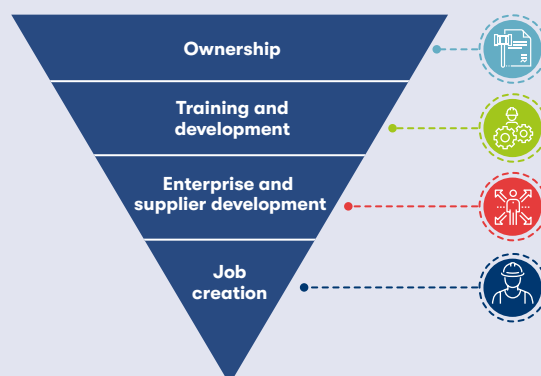 Ownership
Training and
development
Enterprise and
supplier development
Job
creation